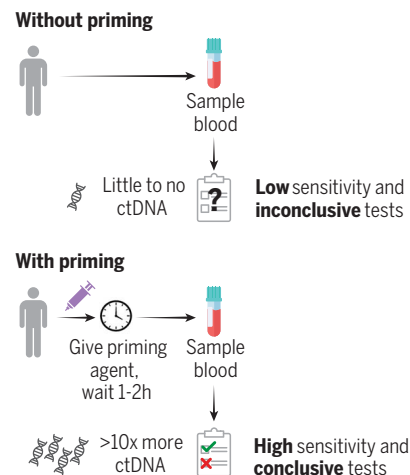 Without priming
Sample
blood
Little to no
ctDNA
?
Low sensitivity and
inconclusive tests
With priming
Give priming
agent,
wait 1-2h
Sample
blood
>10x more
ctDNA
High sensitivity and
conclusive tests